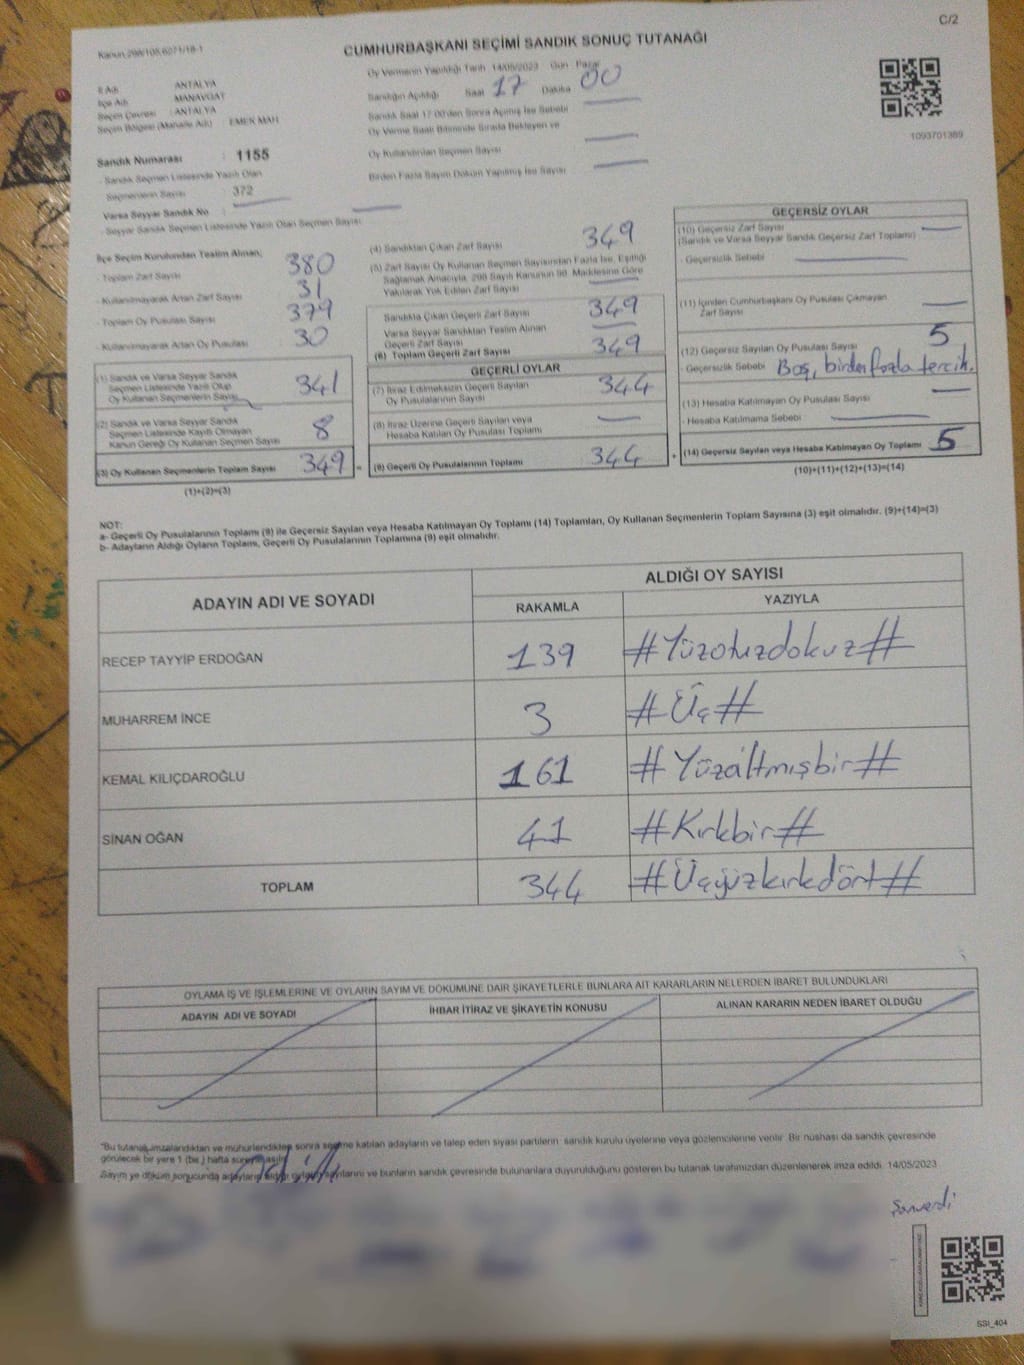 C/2
Kanun 298/105,6271/18-1
CUMHURBAŞKANI SEÇİMİ SANDIK SONUÇ TUTANAĞI
İl Adı : ANTALYA
İlçe Adı : MANAVGAT
Seçim Çevresi : ANTALYA
Seçim Bölgesi (Mahalle Adı) : EMEK MAH
Sandık Numarası : 1155
- Sandık Seçmen Listesinde Yazılı Olan
Seçmenlerin Sayısı : 372
Varsa Seyyar Sandık No :
- Seyyar Sandık Seçmen Listesinde Yazılı Olan Seçmen Sayısı
Oy Vermenin Yapıldığı Tarih 14/05/2023 Gün Pazar
Sandığın Açıldığı Saat 17 Dakika 00
Sandık Saat 17:00'den Sonra Açılmış İse Sebebi
Oy Verme Saati Bitiminde Sırada Bekleyen ve
Oy Kullandırılan Seçmen Sayısı
Birden Fazla Sayım Döküm Yapılmış İse Sayısı
1093701389
İlçe Seçim Kurulundan Teslim Alınan;
- Toplam Zarf Sayısı 380
- Kullanılmayarak Artan Zarf Sayısı 31
- Toplam Oy Pusulası Sayısı 379
- Kullanılmayarak Artan Oy Pusulası 30
(1) Sandık ve Varsa Seyyar Sandık
Seçmen Listesinde Yazılı Olup
Oy Kullanan Seçmenlerin Sayısı 341
(2) Sandık ve Varsa Seyyar Sandık
Seçmen Listesinde Kayıtlı Olmayan
Kanun Gereği Oy Kullanan Seçmen Sayısı 8
(3) Oy Kullanan Seçmenlerin Toplam Sayısı 349 =
(1)+(2)=(3)
(4) Sandıktan Çıkan Zarf Sayısı 349
(5) Zarf Sayısı Oy Kullanan Seçmen Sayısından Fazla İse, Eşitliği
Sağlamak Amacıyla, 298 Sayılı Kanunun 98. Maddesine Göre
Yakılarak Yok Edilen Zarf Sayısı
Sandıkta Çıkan Geçerli Zarf Sayısı 349
Varsa Seyyar Sandıktan Teslim Alınan
Geçerli Zarf Sayısı
(6) Toplam Geçerli Zarf Sayısı 349
GEÇERLİ OYLAR
(7) İtiraz Edilmeksizin Geçerli Sayılan
Oy Pusulalarının Sayısı 344
(8) İtiraz Üzerine Geçerli Sayılan veya
Hesaba Katılan Oy Pusulası Toplamı
(9) Geçerli Oy Pusulalarının Toplamı 344 +
GEÇERSİZ OYLAR
(10) Geçersiz Zarf Sayısı
(Sandık ve Varsa Seyyar Sandık Geçersiz Zarf Toplamı)
- Geçersizlik Sebebi
(11) İçinden Cumhurbaşkanı Oy Pusulası Çıkmayan
Zarf Sayısı
(12) Geçersiz Sayılan Oy Pusulası Sayısı 5
- Geçersizlik Sebebi Boş, birden fazla tercih.
(13) Hesaba Katılmayan Oy Pusulası Sayısı
- Hesaba Katılmama Sebebi
(14) Geçersiz Sayılan veya Hesaba Katılmayan Oy Toplamı 5
(10)+(11)+(12)+(13)=(14)
NOT:
a- Geçerli Oy Pusulalarının Toplamı (9) ile Geçersiz Sayılan veya Hesaba Katılmayan Oy Toplamı (14) Toplamları, Oy Kullanan Seçmenlerin Toplam Sayısına (3) eşit olmalıdır. (9)+(14)=(3)
b- Adayların Aldığı Oyların Toplamı, Geçerli Oy Pusulalarının Toplamına (9) eşit olmalıdır.
ADAYIN ADI VE SOYADI ALDIĞI OY SAYISI
RAKAMLA YAZIYLA
RECEP TAYYİP ERDOĞAN 139 #Yüzotuzdokuz#
MUHARREM İNCE 3 #Üç#
KEMAL KILIÇDAROĞLU 161 #Yüzaltmışbir#
SİNAN OĞAN 41 #Kırkbir#
TOPLAM 344 #Üçyüzkırkdört#
OYLAMA İŞ VE İŞLEMLERİNE VE OYLARIN SAYIM VE DÖKÜMÜNE DAİR ŞİKAYETLERLE BUNLARA AİT KARARLARIN NELERDEN İBARET BULUNDUKLARI
ADAYIN ADI VE SOYADI İHBAR İTİRAZ VE ŞİKAYETİN KONUSU ALINAN KARARIN NEDEN İBARET OLDUĞU
"Bu tutanak imzalandıktan ve mühürlendikten sonra seçime katılan adayların ve talep eden siyasi partilerin sandık kurulu üyelerine veya gözlemcilerine verilir. Bir nüshası da sandık çevresinde
görülecek bir yere 1 (bir) hafta süreyle asılır.
Sayım ve döküm sonucunda adayların aldığı oyların sayılarını ve bunların sandık çevresinde bulunanlara duyurulduğunu gösteren bu tutanak tarafımızdan düzenlenerek imza edildi. 14/05/2023
SSI_404